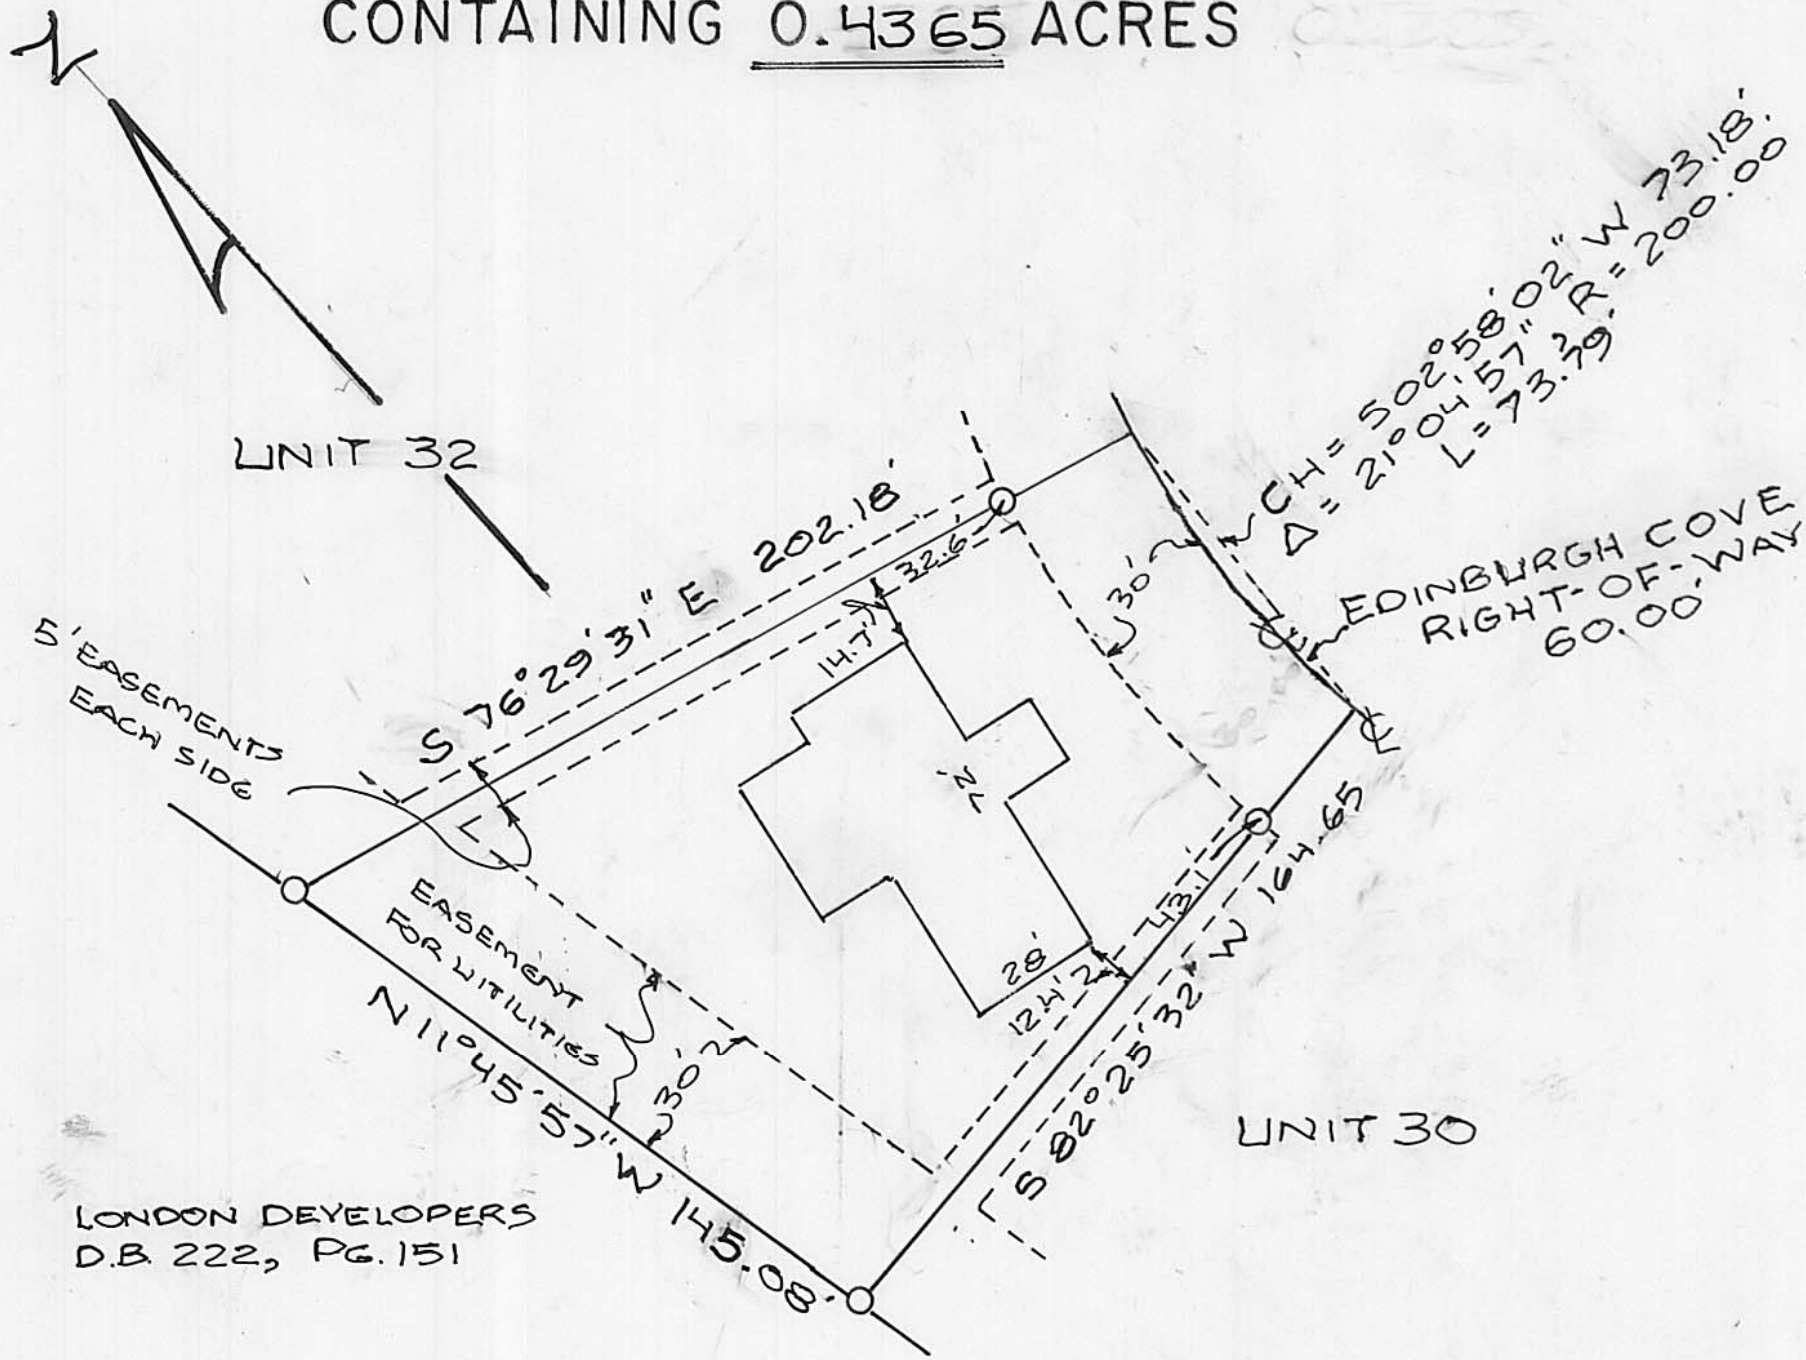 CONTAINING 0.4365 ACRES
N
CH = S02°58'02" W 73.18'
Δ = 21°04'57" R = 200.00
L = 73.79'
UNIT 32
S 76°29'31" E 202.18'
32.6'
30'
EDINBURGH COVE
RIGHT-OF-WAY
60.00'
14.7'
5' EASEMENTS
EACH SIDE
72'
℄
43.1'
S 82°25'32" W 164.65
28'
12.4'
EASEMENT
FOR UTILITIES
30'
N 11°45'57" W 145.08'
UNIT 30
LONDON DEVELOPERS
D.B. 222, PG. 151